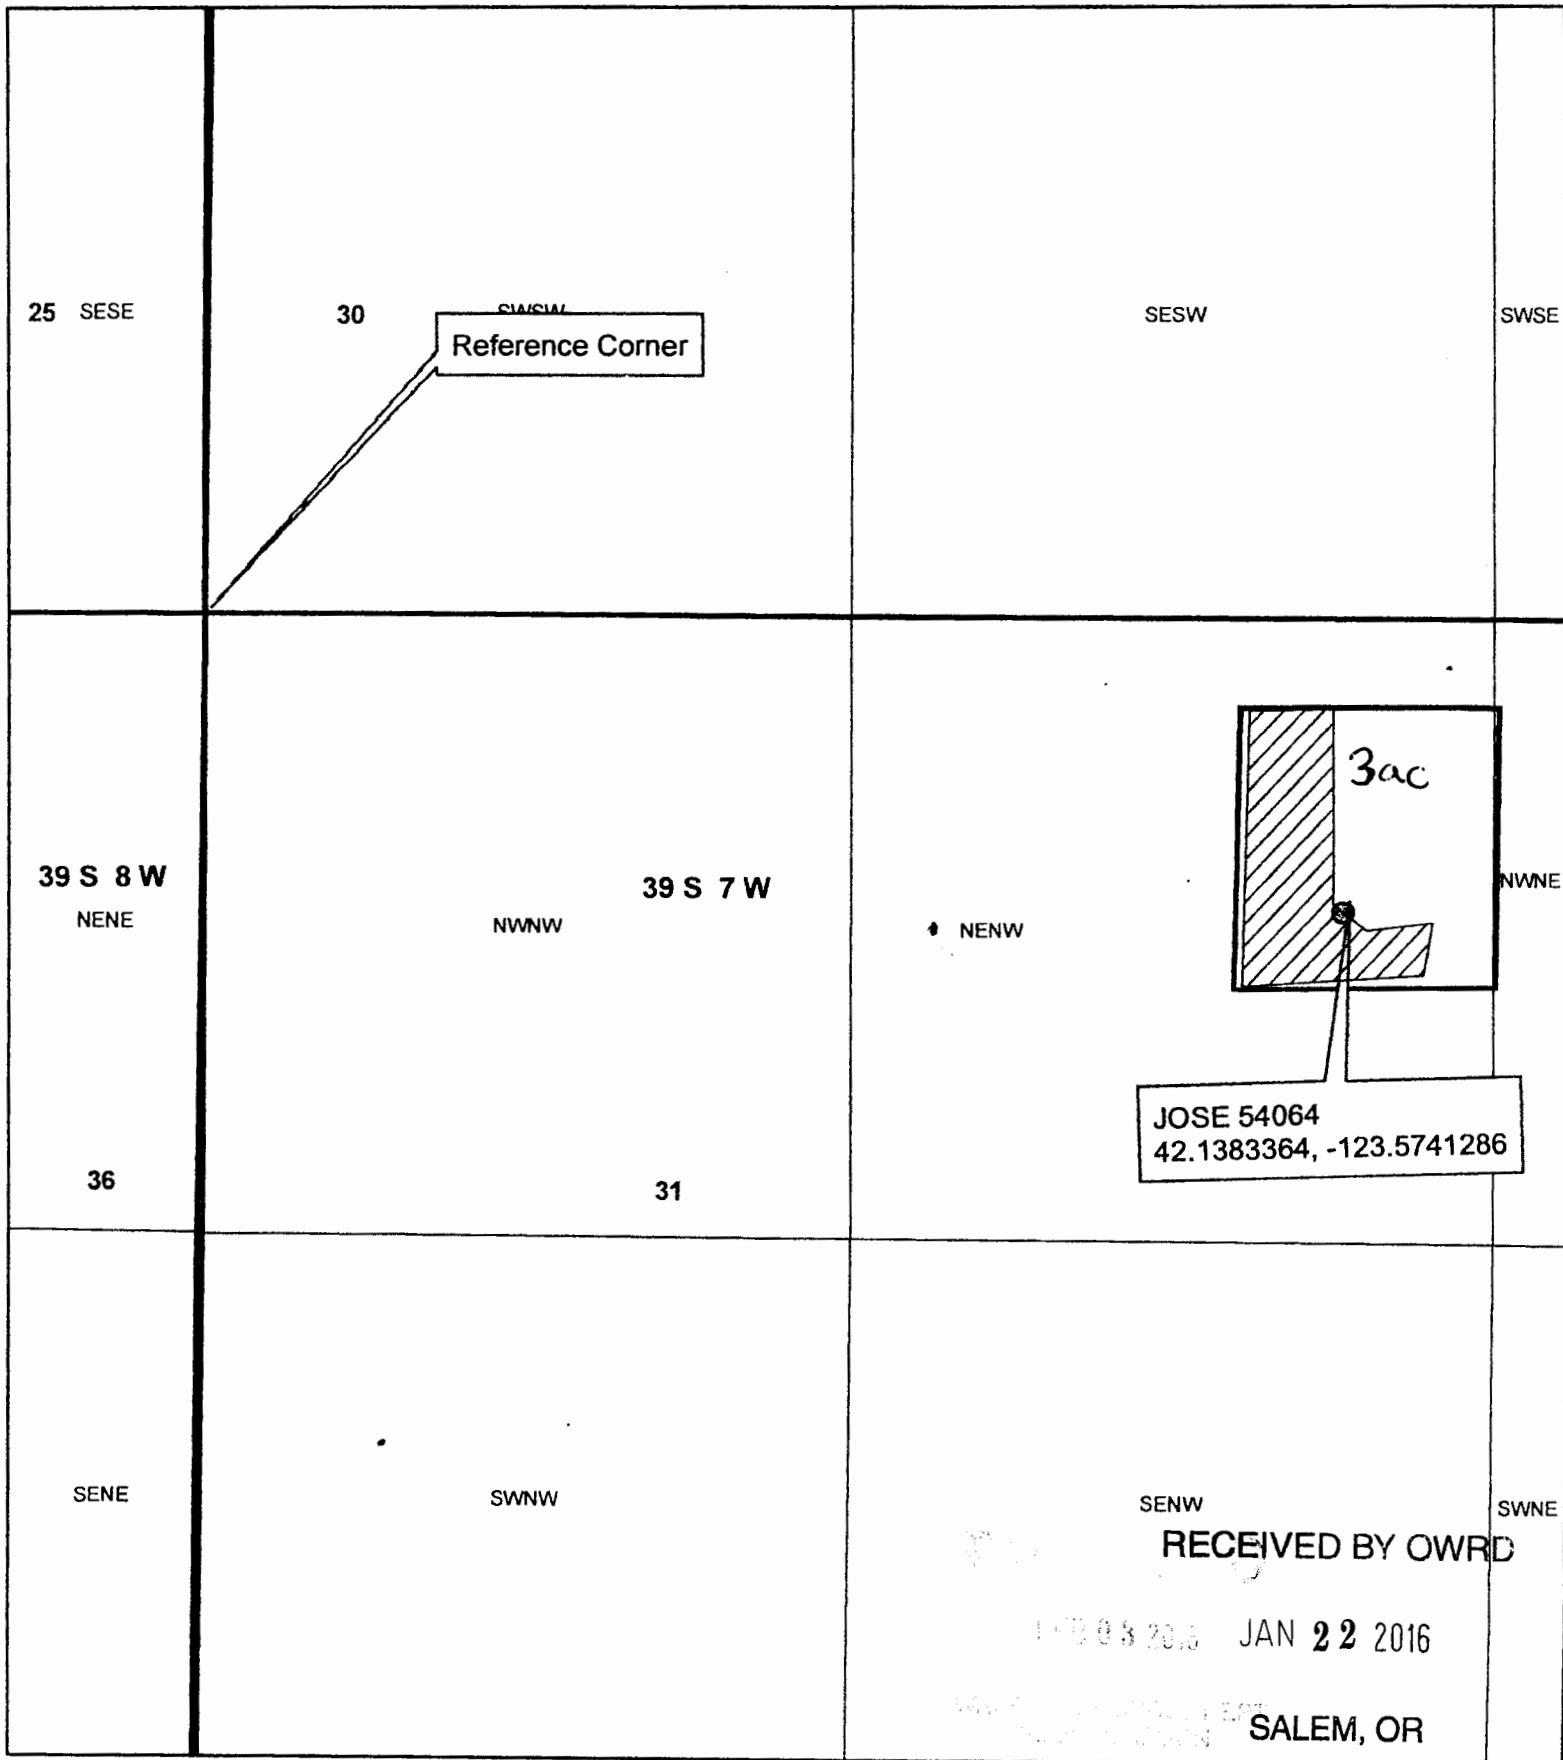 25 SESE
30
SWSW
SESW
SWSE
Reference Corner
3ac
39 S 8 W
NENE
39 S 7 W
NWNW
NENW
NWNE
JOSE 54064
42.1383364, -123.5741286
36
31
SENE
SWNW
SENW
SWNE
RECEIVED BY OWRD
JAN 22 2016
SALEM, OR